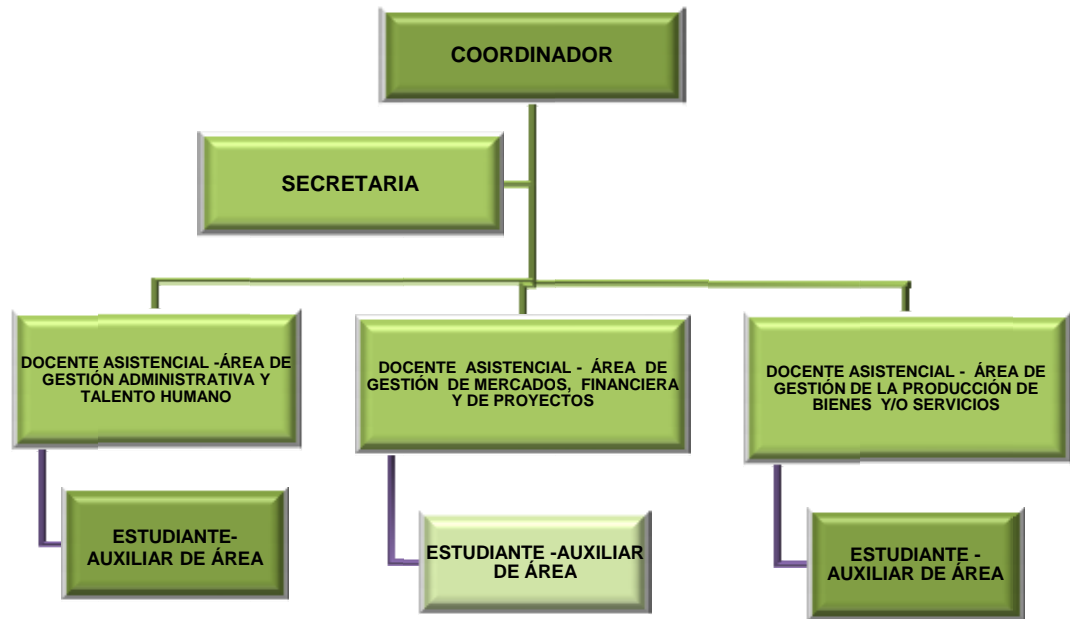 COORDINADOR
SECRETARIA
DOCENTE ASISTENCIAL -ÁREA DE
GESTIÓN ADMINISTRATIVA Y
TALENTO HUMANO
DOCENTE ASISTENCIAL - ÁREA DE
GESTIÓN DE MERCADOS, FINANCIERA
Y DE PROYECTOS
DOCENTE ASISTENCIAL - ÁREA DE
GESTIÓN DE LA PRODUCCIÓN DE
BIENES Y/O SERVICIOS
ESTUDIANTE-
AUXILIAR DE ÁREA
ESTUDIANTE -AUXILIAR
DE ÁREA
ESTUDIANTE -
AUXILIAR DE ÁREA